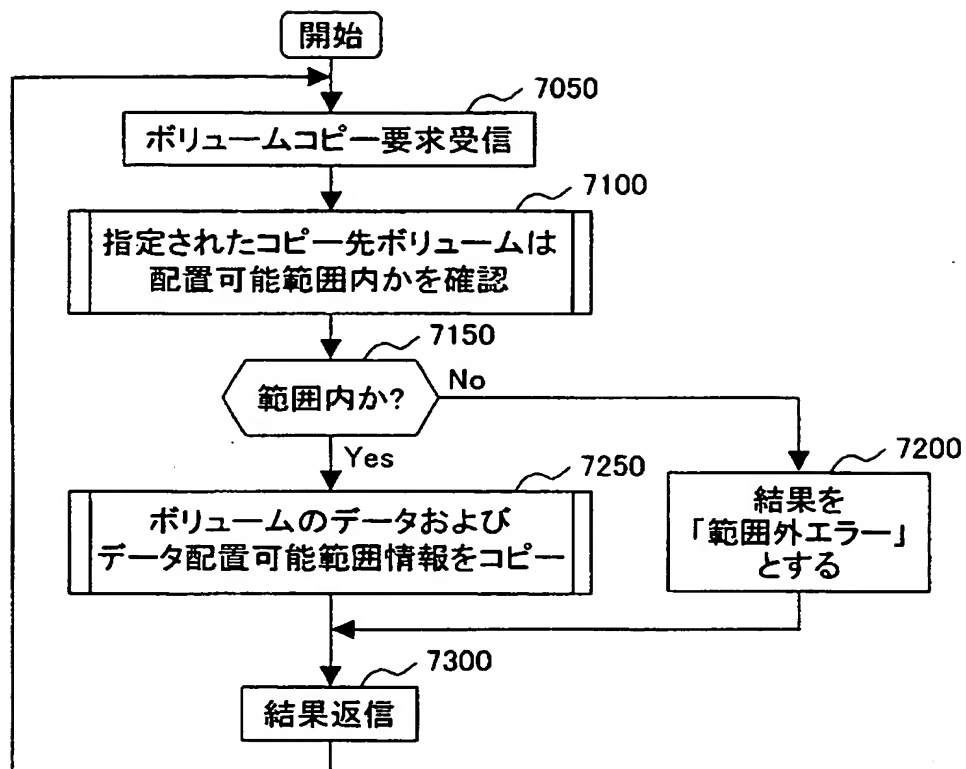 開始
7050
ボリュームコピー要求受信
7100
指定されたコピー先ボリュームは
配置可能範囲内かを確認
7150
範囲内か?
No
Yes
7200
結果を
「範囲外エラー」
とする
7250
ボリュームのデータおよび
データ配置可能範囲情報をコピー
7300
結果返信